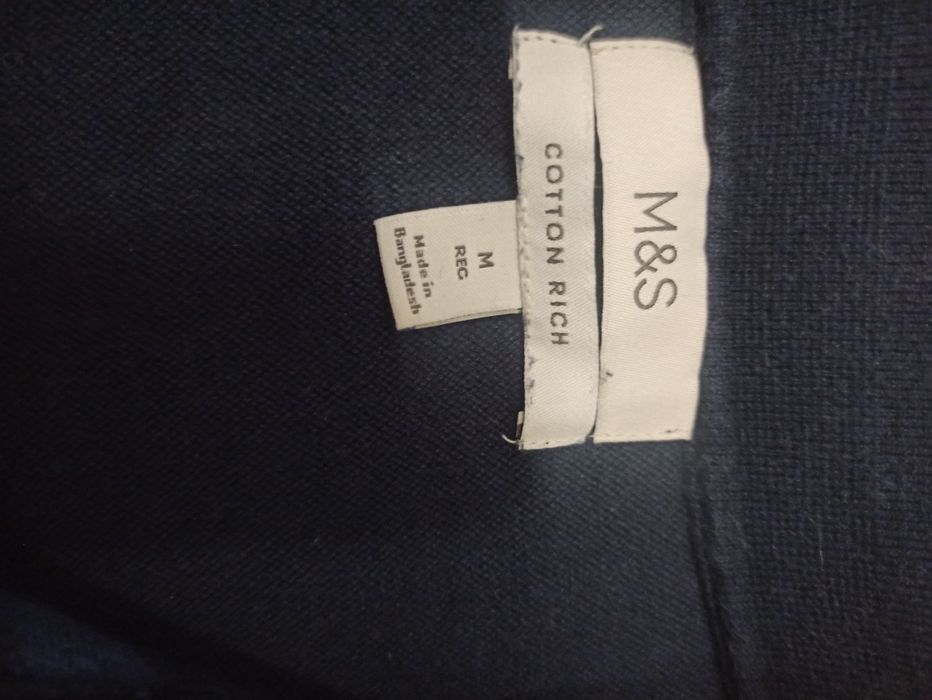 M&S
COTTON RICH
M
REG
Made in
Bangladesh